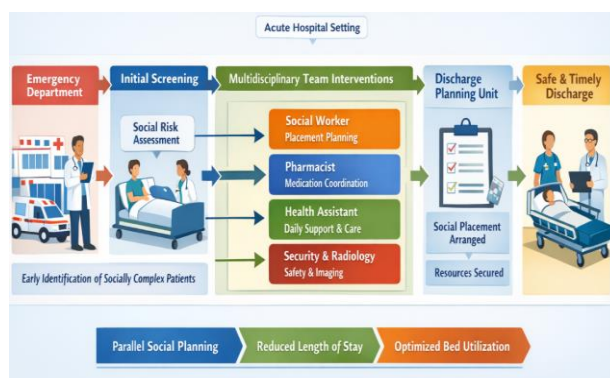 Acute Hospital Setting
Emergency
Department
Initial Screening
Multidisciplinary Team Interventions
Discharge
Planning Unit
Safe & Timely
Discharge
Social Risk
Assessment
Social Worker
Placement Planning
Pharmacist
Medication Coordination
Health Assistant
Daily Support & Care
Security & Radiology
Safety & Imaging
Social Placement
Arranged
Resources Secured
Early Identification of Socially Complex Patients
Parallel Social Planning
Reduced Length of Stay
Optimized Bed Utilization